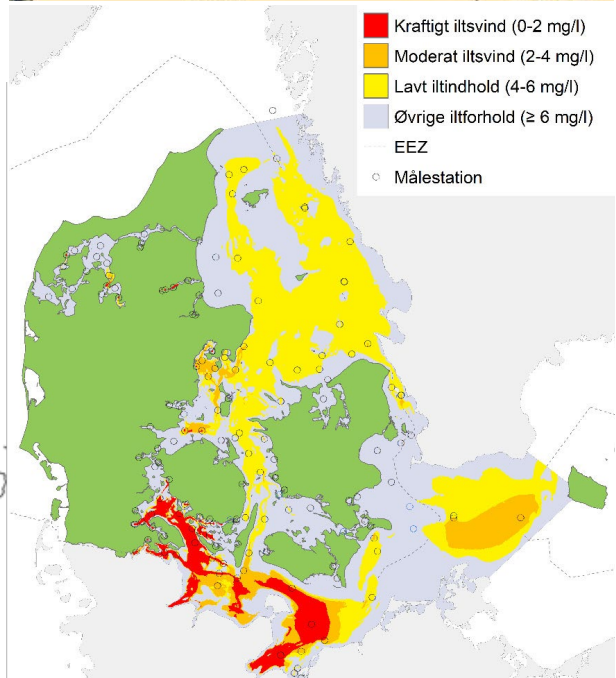 Kraftigt iltsvind (0-2 mg/l)
Moderat iltsvind (2-4 mg/l)
Lavt iltindhold (4-6 mg/l)
Øvrige iltforhold (≥ 6 mg/l)
EEZ
Målestation